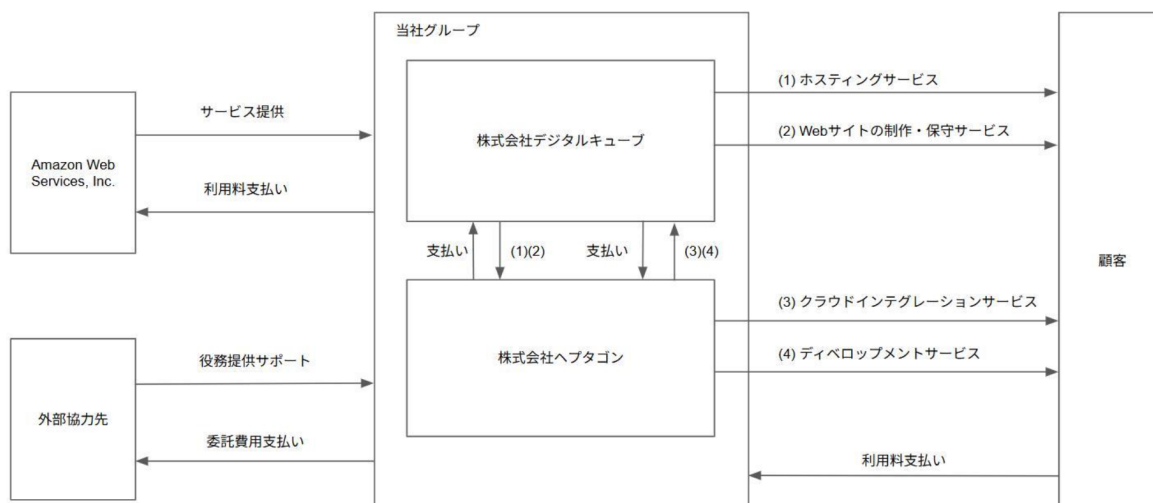 当社グループ
(1) ホスティングサービス
サービス提供
(2) Webサイトの制作・保守サービス
株式会社デジタルキューブ
Amazon Web
Services, Inc.
利用料支払い
支払い
(1)(2)
支払い
(3)(4)
顧客
(3) クラウドインテグレーションサービス
役務提供サポート
株式会社ヘプタゴン
(4) ディベロップメントサービス
外部協力先
委託費用支払い
利用料支払い